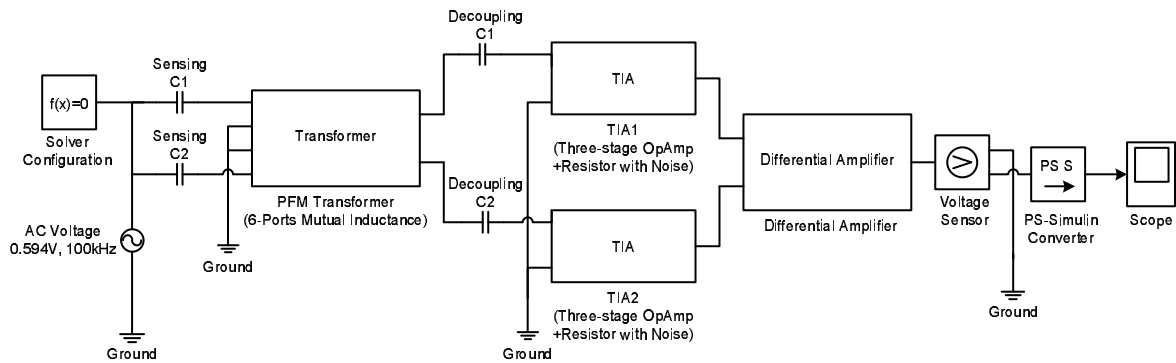 f(x)=0
Solver
Configuration
AC Voltage
0.594V, 100kHz
Ground
Sensing
C1
Sensing
C2
Ground
Transformer
PFM Transformer
(6-Ports Mutual Inductance)
Decoupling
C1
Decoupling
C2
TIA
TIA1
(Three-stage OpAmp
+Resistor with Noise)
TIA
TIA2
(Three-stage OpAmp
+Resistor with Noise)
Ground
Differential Amplifier
Differential Amplifier
V
Voltage
Sensor
Ground
PS S
PS-Simulin
Converter
Scope